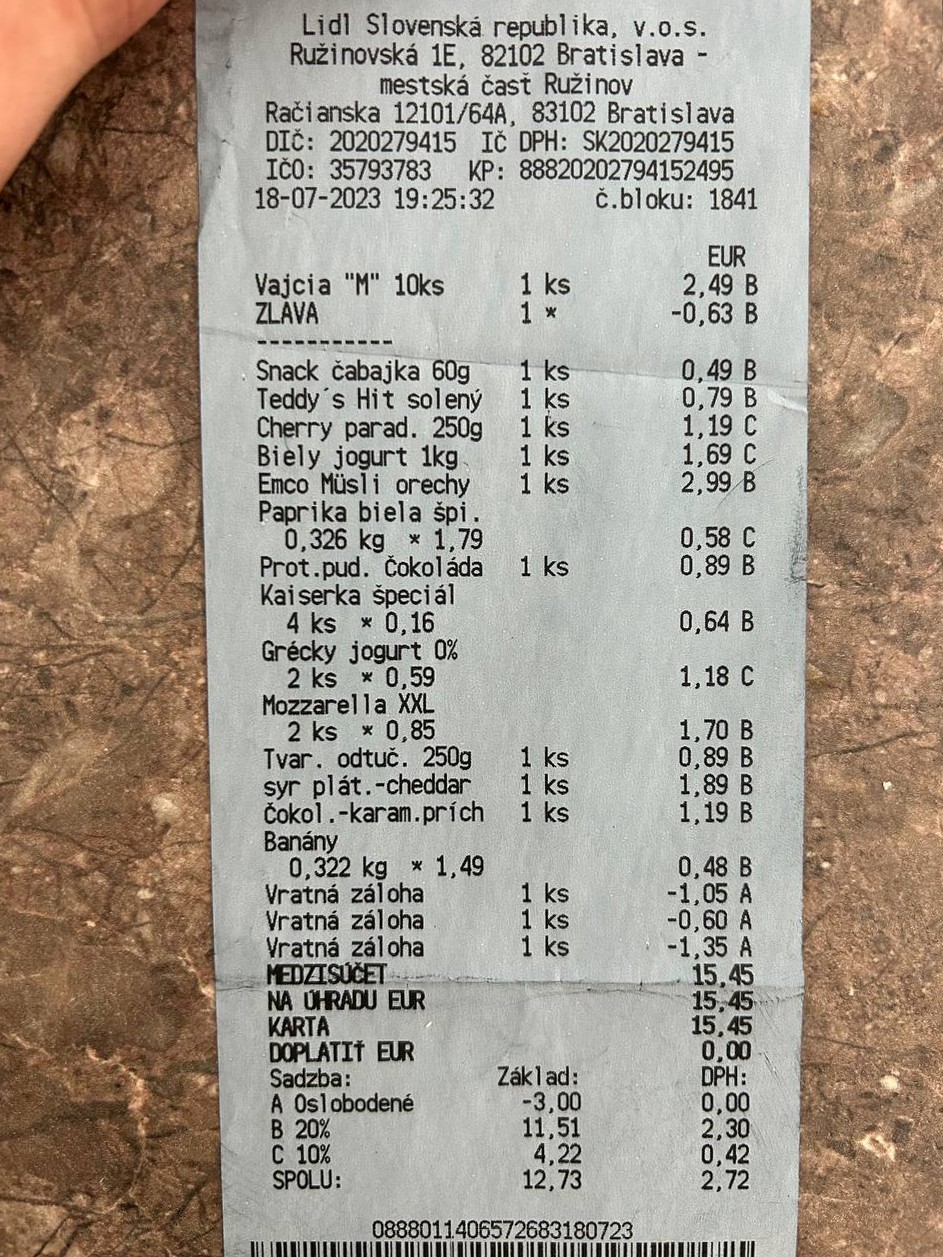 Lidl Slovenská republika, v.o.s.
Ružinovská 1E, 82102 Bratislava -
mestská časť Ružinov
Račianska 12101/64A, 83102 Bratislava
DIČ: 2020279415 IČ DPH: SK2020279415
IČO: 35793783 KP: 88820202794152495
18-07-2023 19:25:32 č.bloku: 1841
EUR
Vajcia "M" 10ks 1 ks 2,49 B
ZĽAVA 1 * -0,63 B
-----------
Snack čabajka 60g 1 ks 0,49 B
Teddy´s Hit solený 1 ks 0,79 B
Cherry parad. 250g 1 ks 1,19 C
Biely jogurt 1kg 1 ks 1,69 C
Emco Müsli orechy 1 ks 2,99 B
Paprika biela špi.
0,326 kg * 1,79 0,58 C
Prot.pud. Čokoláda 1 ks 0,89 B
Kaiserka špeciál
4 ks * 0,16 0,64 B
Grécky jogurt 0%
2 ks * 0,59 1,18 C
Mozzarella XXL
2 ks * 0,85 1,70 B
Tvar. odtuč. 250g 1 ks 0,89 B
syr plát.-cheddar 1 ks 1,89 B
Čokol.-karam.prích 1 ks 1,19 B
Banány
0,322 kg * 1,49 0,48 B
Vratná záloha 1 ks -1,05 A
Vratná záloha 1 ks -0,60 A
Vratná záloha 1 ks -1,35 A
MEDZISÚČET 15,45
NA ÚHRADU EUR 15,45
KARTA 15,45
DOPLATIŤ EUR 0,00
Sadzba: Základ: DPH:
A Oslobodené -3,00 0,00
B 20% 11,51 2,30
C 10% 4,22 0,42
SPOLU: 12,73 2,72
0888011406572683180723